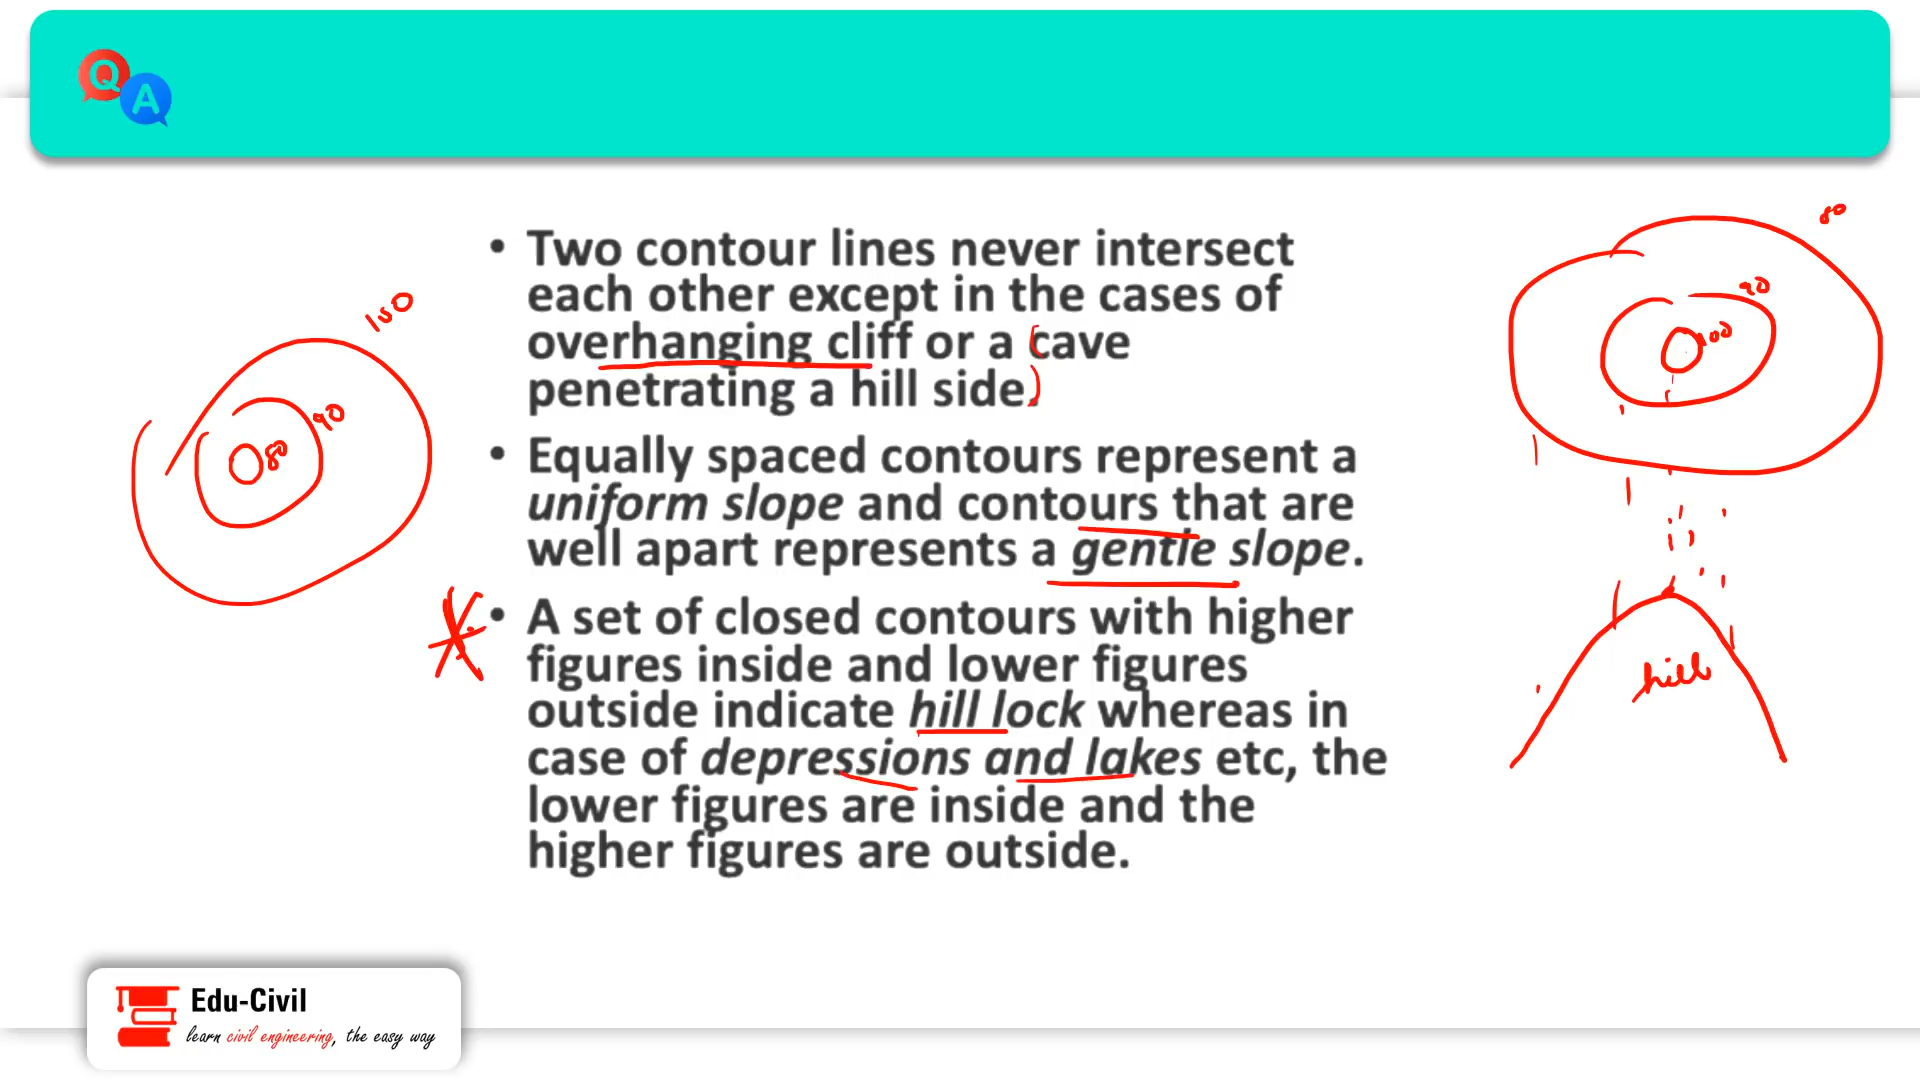 Q
A
• Two contour lines never intersect
each other except in the cases of
overhanging cliff or a cave
penetrating a hill side.
• Equally spaced contours represent a
uniform slope and contours that are
well apart represents a gentle slope.
• A set of closed contours with higher
figures inside and lower figures
outside indicate hill lock whereas in
case of depressions and lakes etc, the
lower figures are inside and the
higher figures are outside.
100
90
80
80
90
100
hill
Edu-Civil
learn civil engineering, the easy way